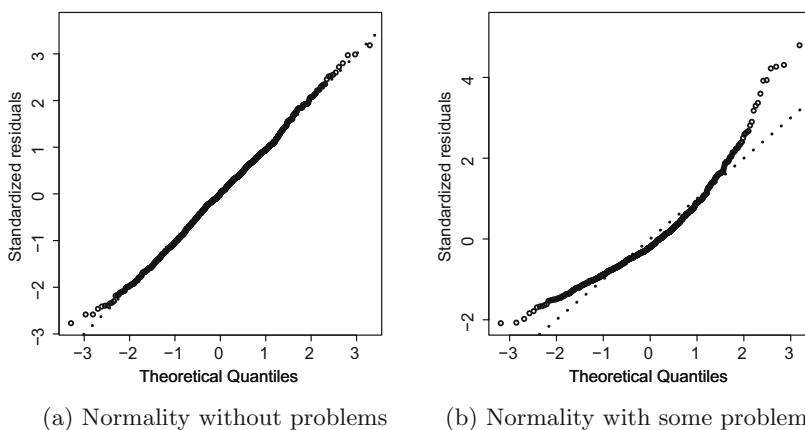 3
2
1
0
−1
−2
−3
Standardized residuals
−3 −2 −1 0 1 2 3
Theoretical Quantiles
(a) Normality without problems
4
2
0
−2
Standardized residuals
−3 −2 −1 0 1 2 3
Theoretical Quantiles
(b) Normality with some problem